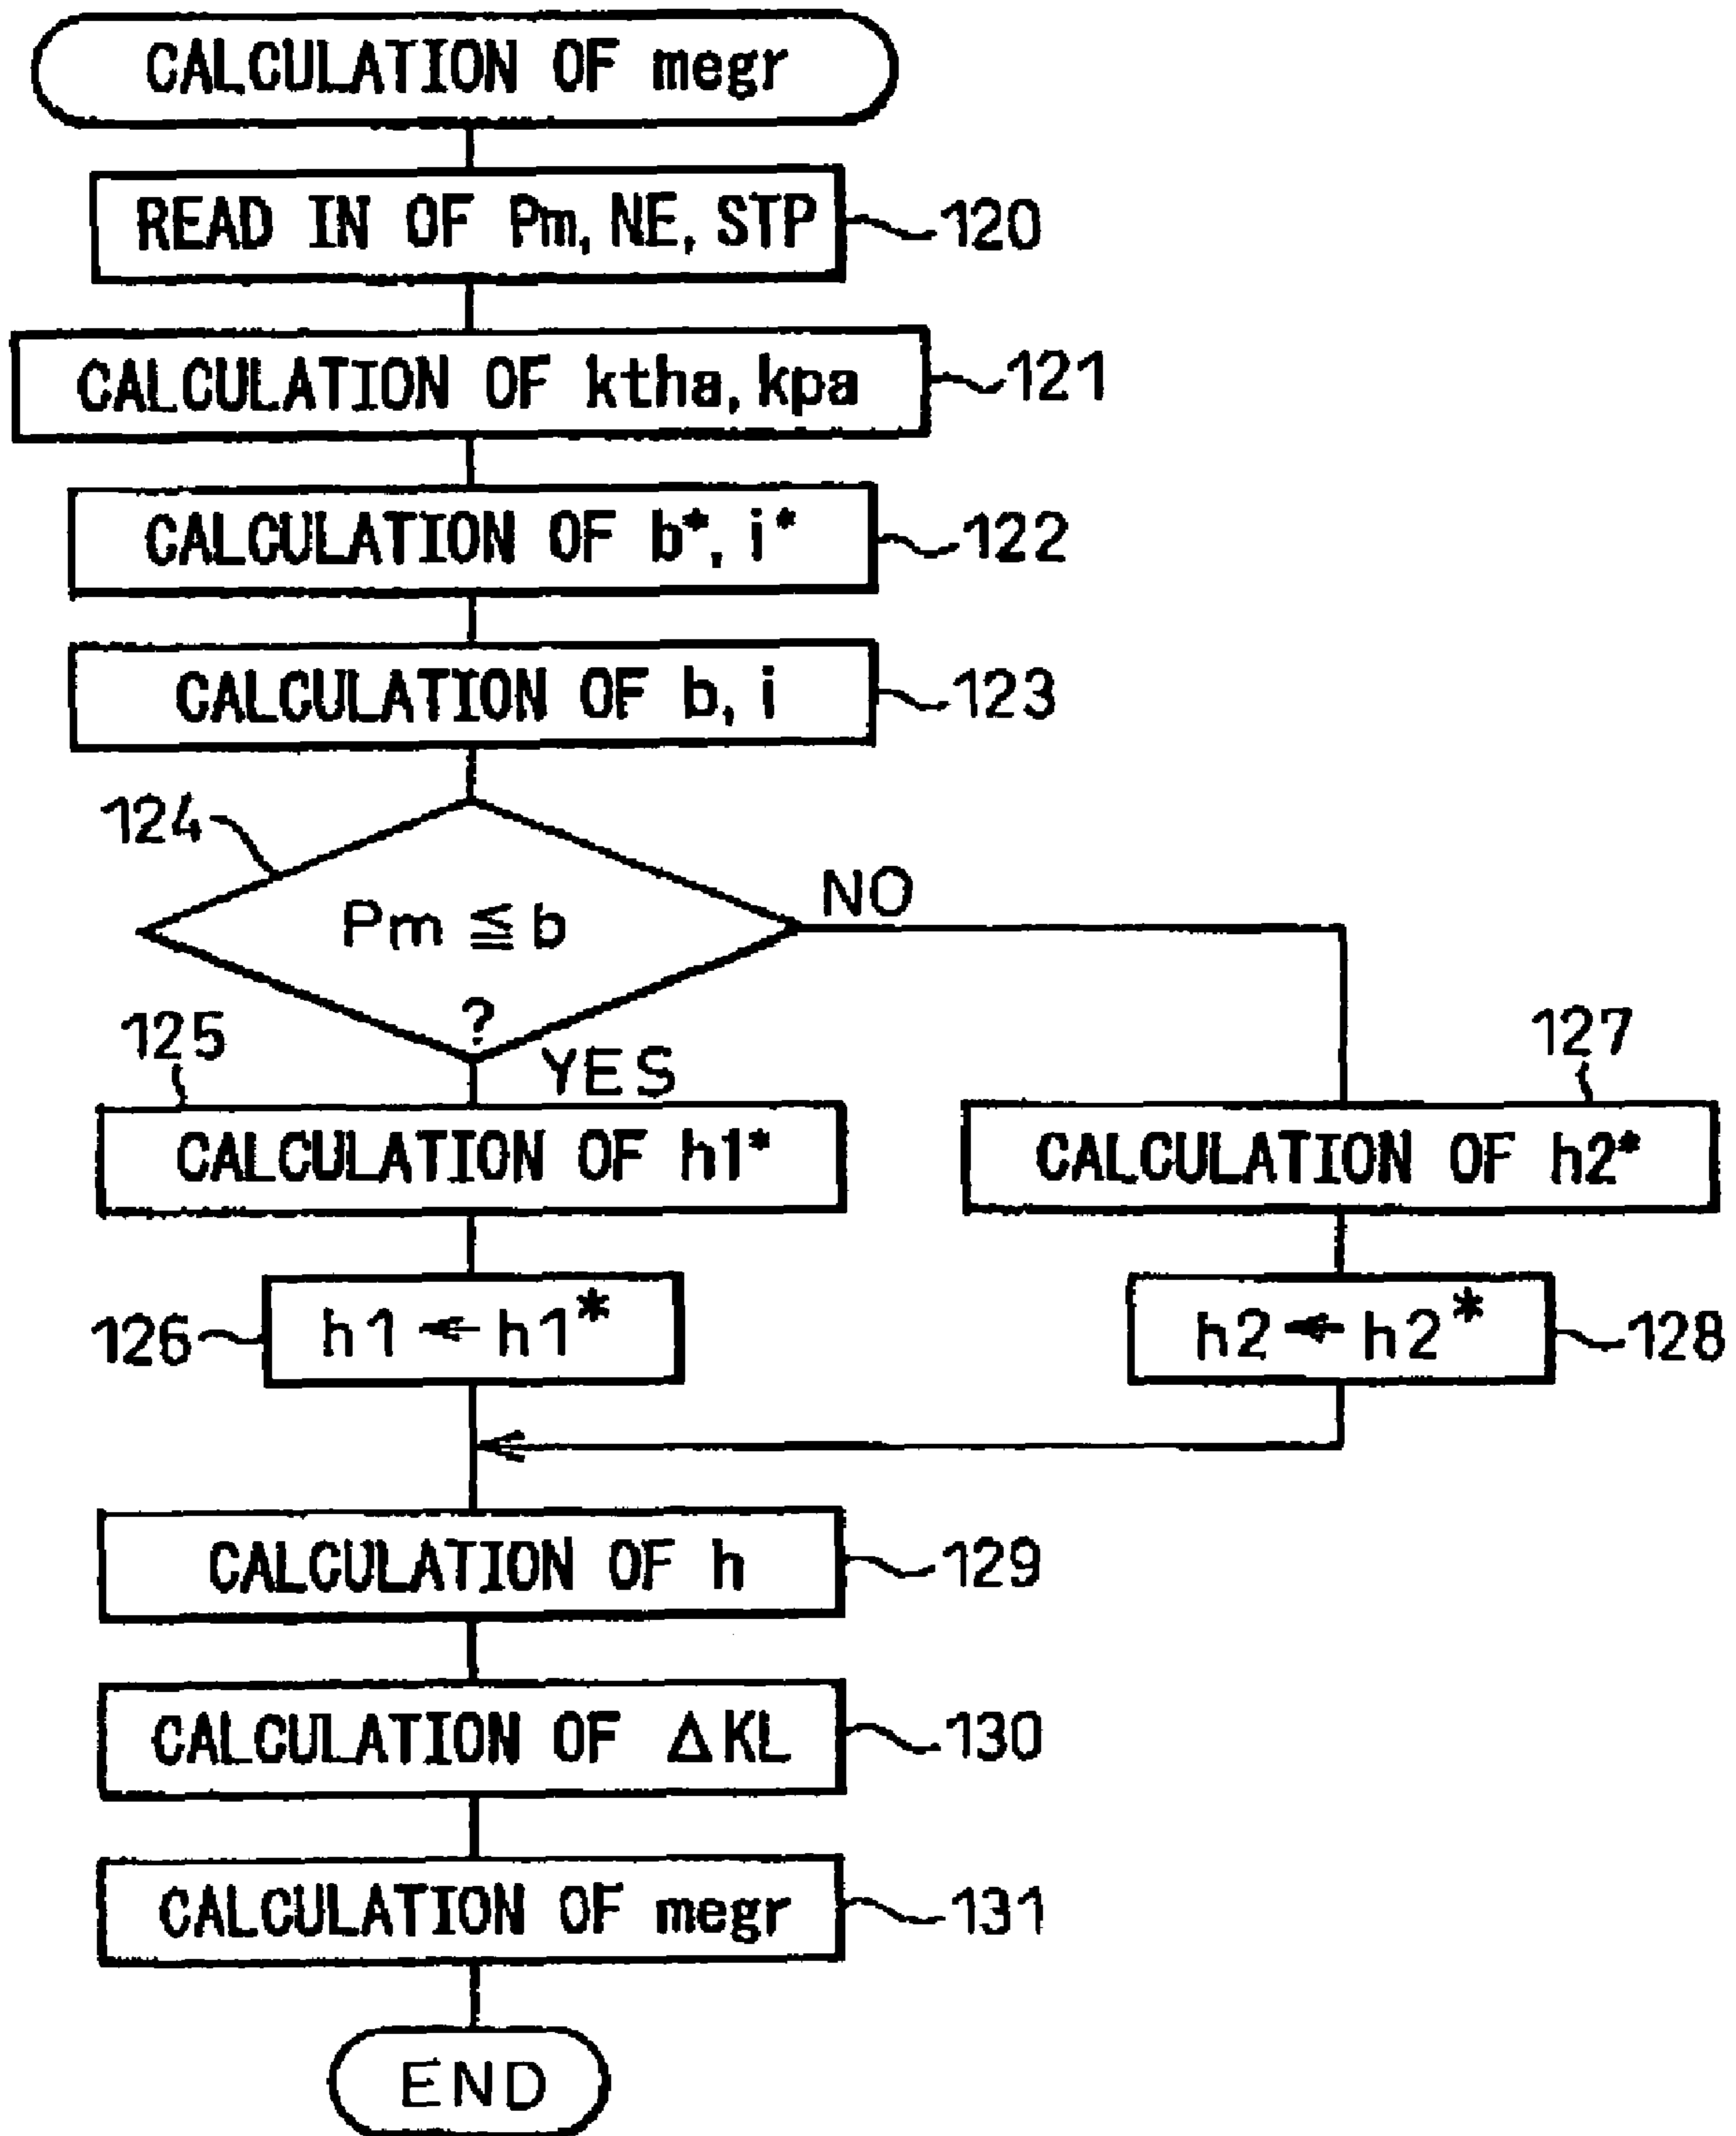 CALCULATION OF megr
READ IN OF Pm, NE, STP
120
CALCULATION OF ktha, kpa
121
CALCULATION OF b*, i*
122
CALCULATION OF b, i
123
124
Pm ≦ b
?
NO
YES
125
CALCULATION OF h1*
127
CALCULATION OF h2*
126
h1 ← h1*
h2 ← h2*
128
CALCULATION OF h
129
CALCULATION OF ΔKL
130
CALCULATION OF megr
131
END